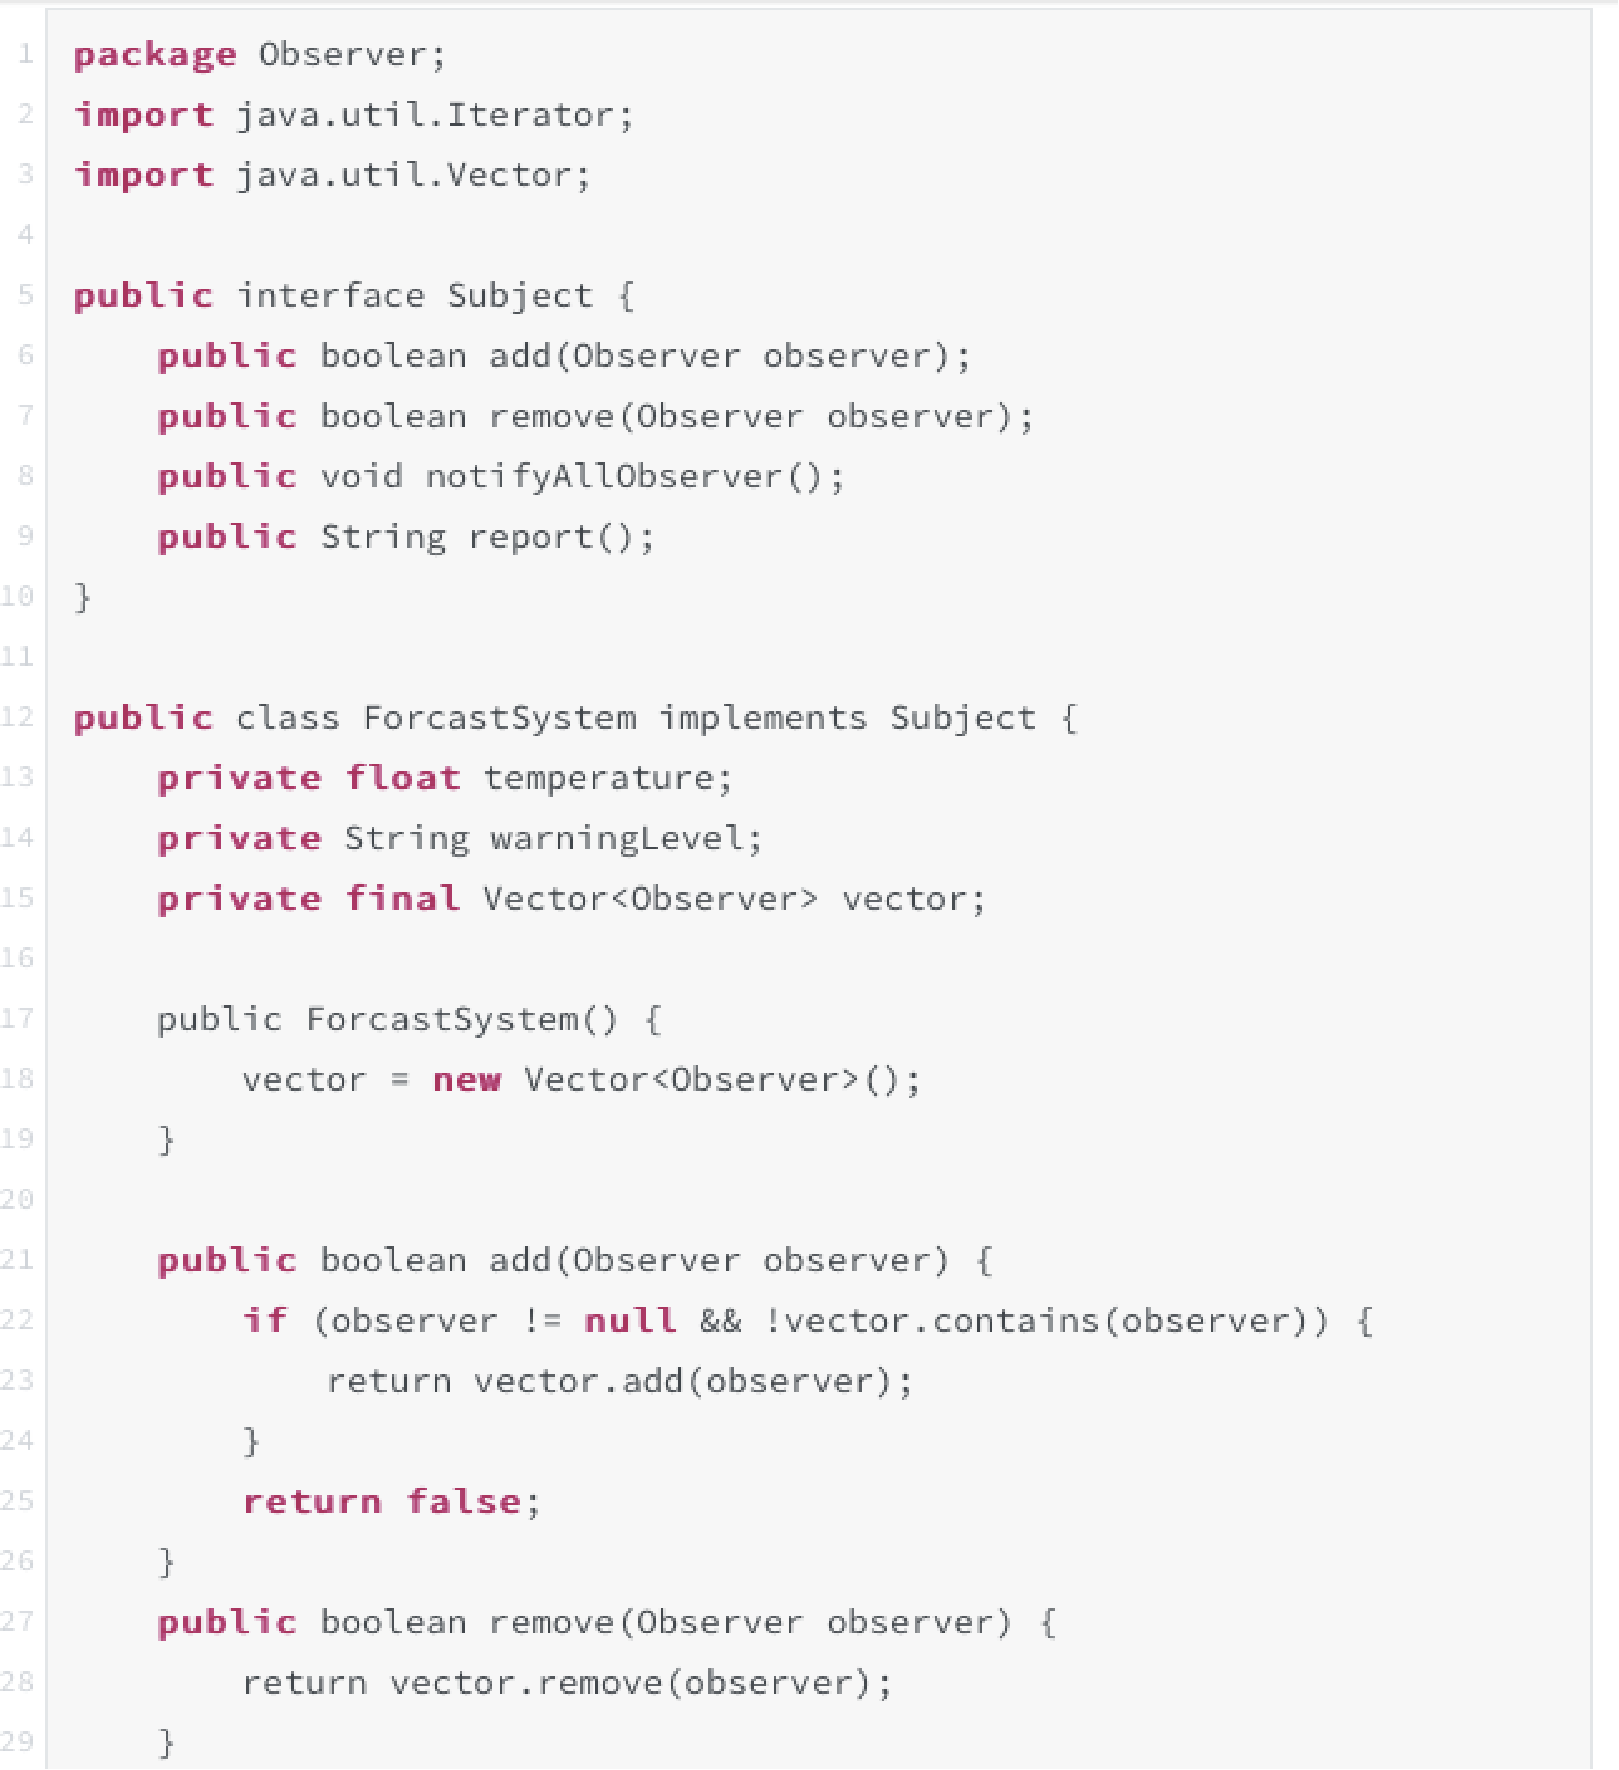 1 package Observer;
2 import java.util.Iterator;
3 import java.util.Vector;
4
5 public interface Subject {
6     public boolean add(Observer observer);
7     public boolean remove(Observer observer);
8     public void notifyAllObserver();
9     public String report();
10 }
11
12 public class ForcastSystem implements Subject {
13     private float temperature;
14     private String warningLevel;
15     private final Vector<Observer> vector;
16
17     public ForcastSystem() {
18         vector = new Vector<Observer>();
19     }
20
21     public boolean add(Observer observer) {
22         if (observer != null && !vector.contains(observer)) {
23             return vector.add(observer);
24         }
25         return false;
26     }
27     public boolean remove(Observer observer) {
28         return vector.remove(observer);
29     }